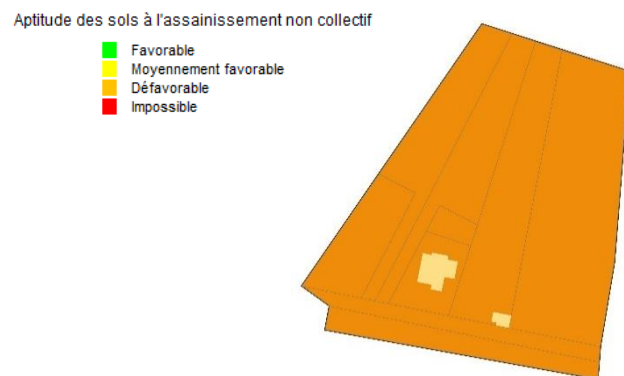 Aptitude des sols à l'assainissement non collectif
Favorable
Moyennement favorable
Défavorable
Impossible